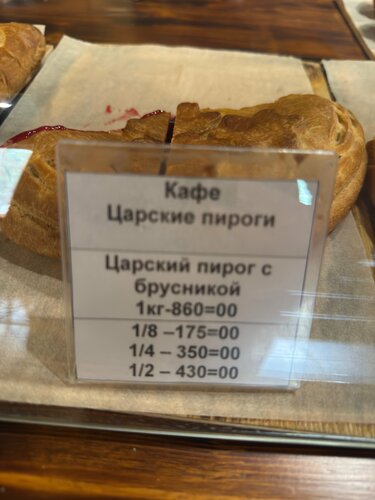 Кафе
Царские пироги
Царский пирог с
брусникой
1кг-860=00
1/8 –175=00
1/4 – 350=00
1/2 – 430=00